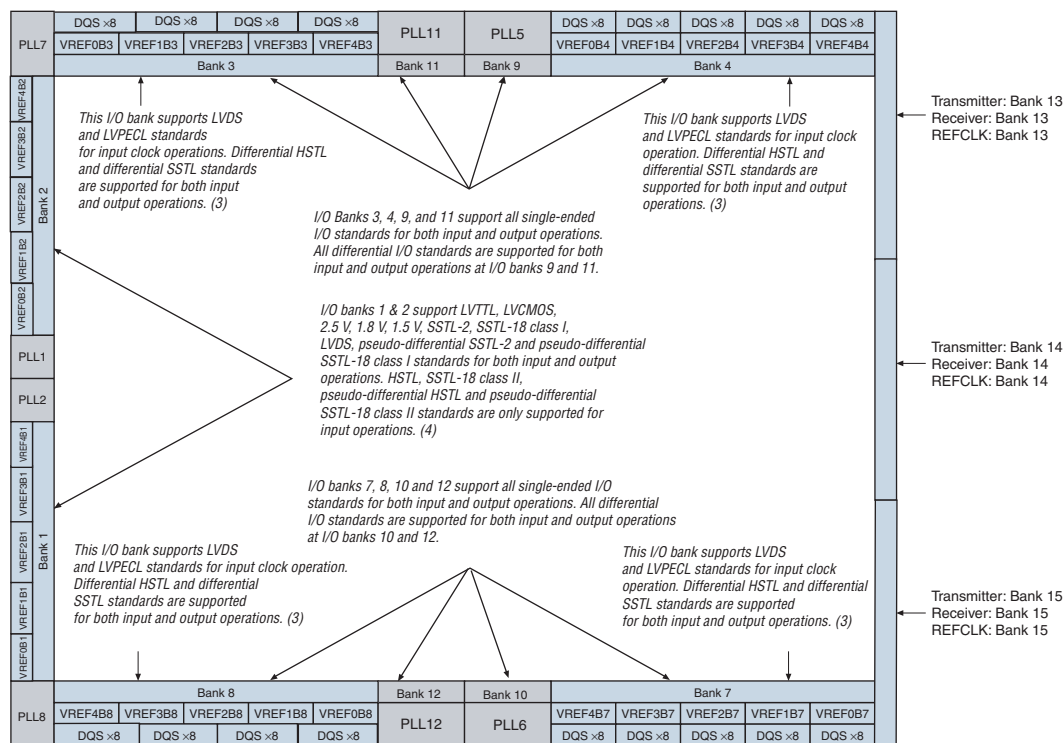 PLL7
DQS ×8
DQS ×8
DQS ×8
DQS ×8
VREF0B3
VREF1B3
VREF2B3
VREF3B3
VREF4B3
Bank 3
PLL11
Bank 11
PLL5
Bank 9
DQS ×8
DQS ×8
DQS ×8
DQS ×8
DQS ×8
VREF0B4
VREF1B4
VREF2B4
VREF3B4
VREF4B4
Bank 4
VREF4B2
VREF3B2
VREF2B2
VREF1B2
VREF0B2
Bank 2
This I/O bank supports LVDS
and LVPECL standards
for input clock operations. Differential HSTL
and differential SSTL standards
are supported for both input
and output operations. (3)
This I/O bank supports LVDS
and LVPECL standards for input clock
operation. Differential HSTL and
differential SSTL standards are
supported for both input and output
operations. (3)
Transmitter: Bank 13
Receiver: Bank 13
REFCLK: Bank 13
I/O Banks 3, 4, 9, and 11 support all single-ended
I/O standards for both input and output operations.
All differential I/O standards are supported for both
input and output operations at I/O banks 9 and 11.
I/O banks 1 & 2 support LVTTL, LVCMOS,
2.5 V, 1.8 V, 1.5 V, SSTL-2, SSTL-18 class I,
LVDS, pseudo-differential SSTL-2 and pseudo-differential
SSTL-18 class I standards for both input and output
operations. HSTL, SSTL-18 class II,
pseudo-differential HSTL and pseudo-differential
SSTL-18 class II standards are only supported for
input operations. (4)
PLL1
PLL2
Transmitter: Bank 14
Receiver: Bank 14
REFCLK: Bank 14
VREF4B1
VREF3B1
VREF2B1
VREF1B1
VREF0B1
Bank 1
I/O banks 7, 8, 10 and 12 support all single-ended I/O
standards for both input and output operations. All differential
I/O standards are supported for both input and output operations
at I/O banks 10 and 12.
This I/O bank supports LVDS
and LVPECL standards for input clock operation.
Differential HSTL and differential
SSTL standards are supported
for both input and output operations. (3)
This I/O bank supports LVDS
and LVPECL standards for input clock
operation. Differential HSTL and differential
SSTL standards are supported
for both input and output operations. (3)
Transmitter: Bank 15
Receiver: Bank 15
REFCLK: Bank 15
PLL8
Bank 8
VREF4B8
VREF3B8
VREF2B8
VREF1B8
VREF0B8
DQS ×8
DQS ×8
DQS ×8
DQS ×8
Bank 12
PLL12
Bank 10
PLL6
Bank 7
VREF4B7
VREF3B7
VREF2B7
VREF1B7
VREF0B7
DQS ×8
DQS ×8
DQS ×8
DQS ×8
DQS ×8